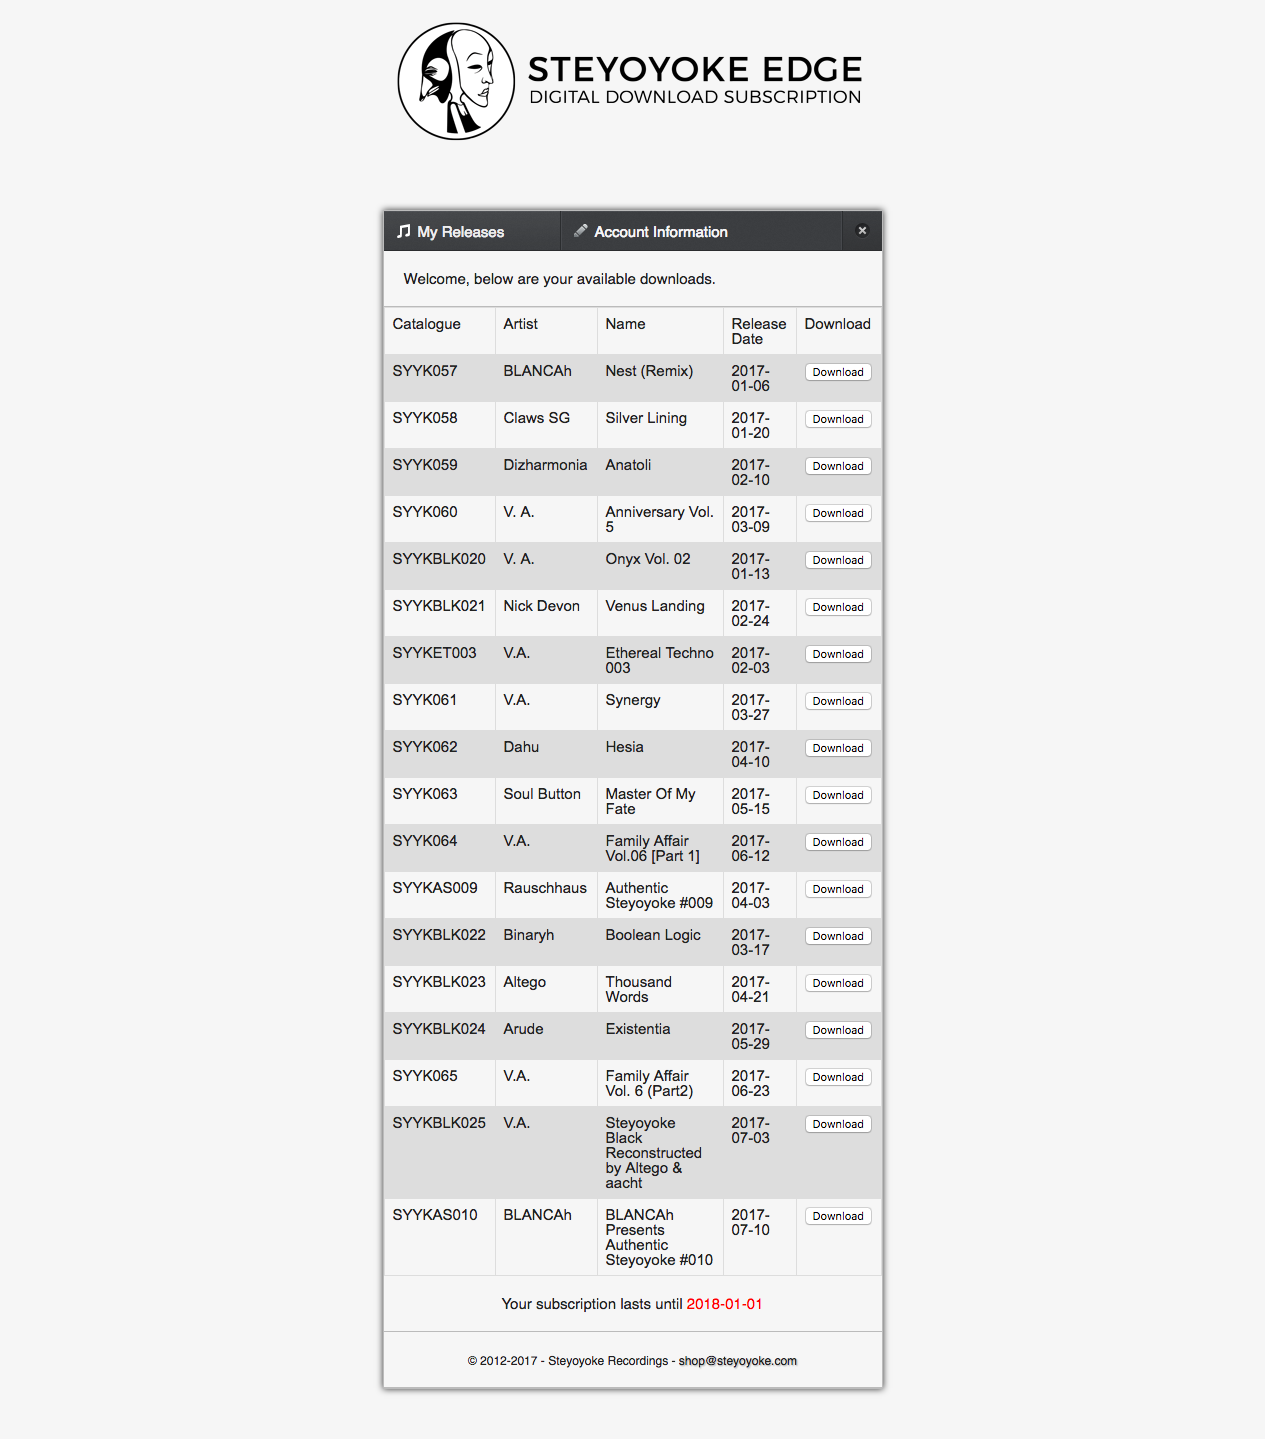 STEYOYOKE EDGE
DIGITAL DOWNLOAD SUBSCRIPTION
My Releases Account Information
Welcome, below are your available downloads.
Catalogue Artist Name Release Date Download
SYYK057 BLANCAh Nest (Remix) 2017-01-06 Download
SYYK058 Claws SG Silver Lining 2017-01-20 Download
SYYK059 Dizharmonia Anatoli 2017-02-10 Download
SYYK060 V. A. Anniversary Vol. 5 2017-03-09 Download
SYYKBLK020 V. A. Onyx Vol. 02 2017-01-13 Download
SYYKBLK021 Nick Devon Venus Landing 2017-02-24 Download
SYYKET003 V.A. Ethereal Techno 003 2017-02-03 Download
SYYK061 V.A. Synergy 2017-03-27 Download
SYYK062 Dahu Hesia 2017-04-10 Download
SYYK063 Soul Button Master Of My Fate 2017-05-15 Download
SYYK064 V.A. Family Affair Vol.06 [Part 1] 2017-06-12 Download
SYYKAS009 Rauschhaus Authentic Steyoyoke #009 2017-04-03 Download
SYYKBLK022 Binaryh Boolean Logic 2017-03-17 Download
SYYKBLK023 Altego Thousand Words 2017-04-21 Download
SYYKBLK024 Arude Existentia 2017-05-29 Download
SYYK065 V.A. Family Affair Vol. 6 (Part2) 2017-06-23 Download
SYYKBLK025 V.A. Steyoyoke Black Reconstructed by Altego & aacht 2017-07-03 Download
SYYKAS010 BLANCAh BLANCAh Presents Authentic Steyoyoke #010 2017-07-10 Download
Your subscription lasts until 2018-01-01
© 2012-2017 - Steyoyoke Recordings - shop@steyoyoke.com